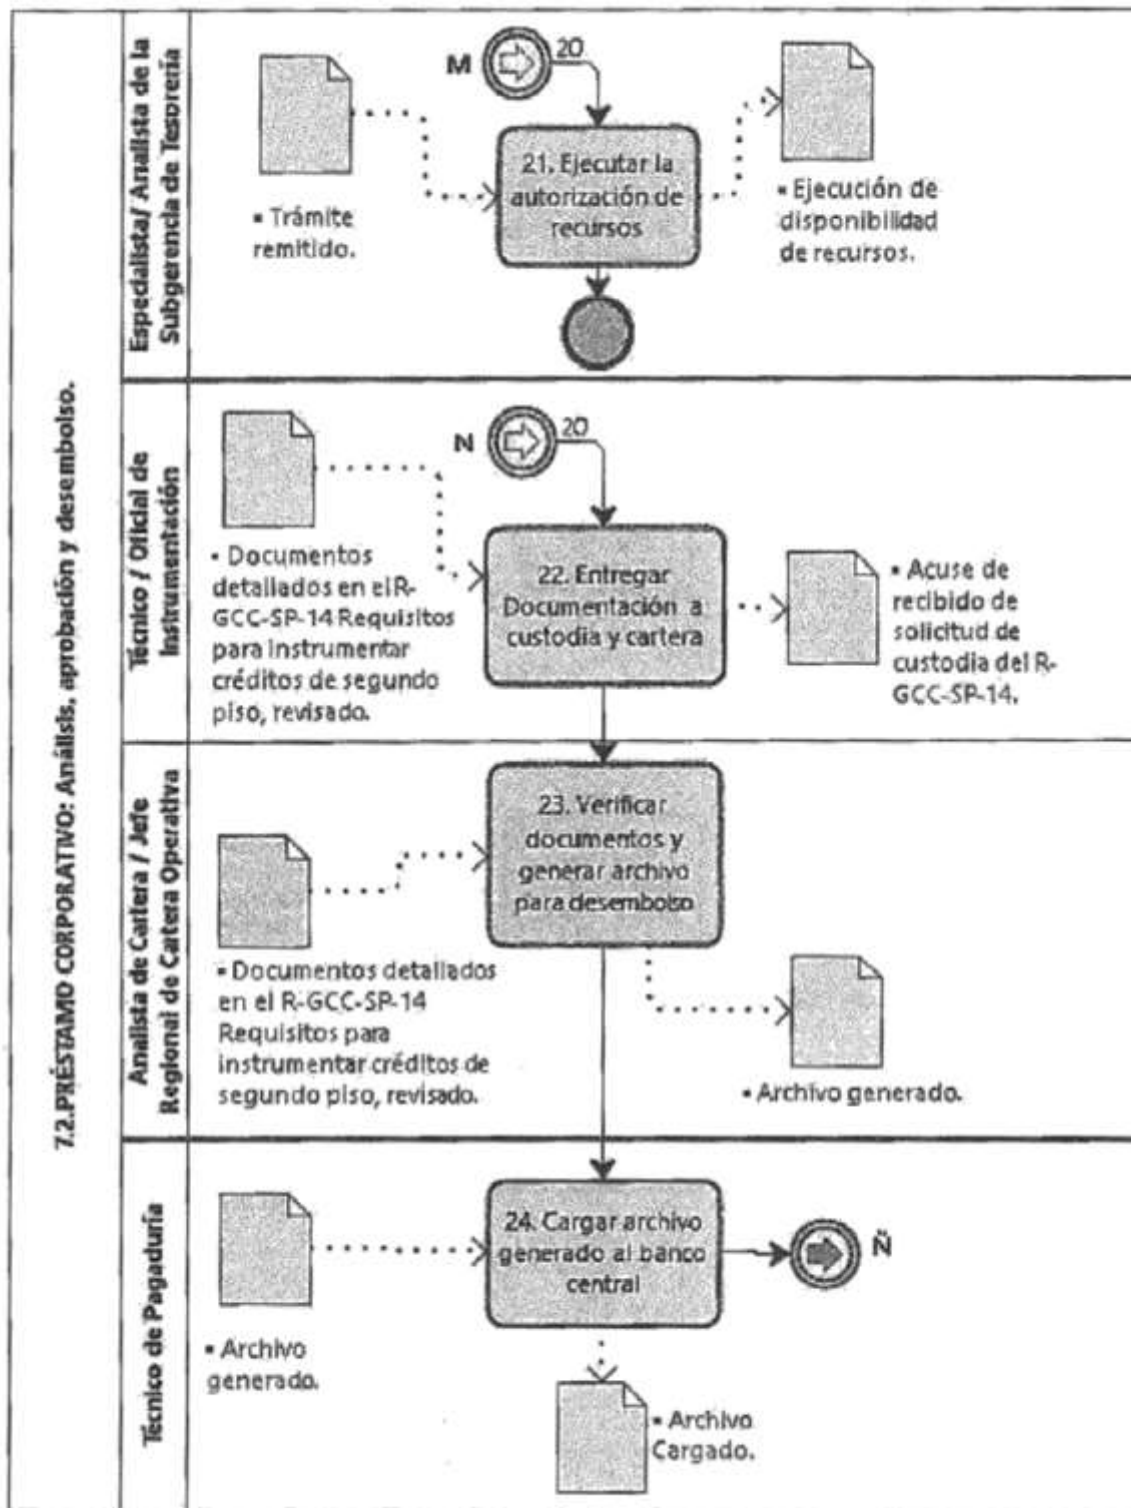 7.2.PRÉSTAMO CORPORATIVO: Análisis, aprobación y desembolso.
Especialista/ Analista de la
Subgerencia de Tesorería
M
20
21. Ejecutar la
autorización de
recursos
▪ Trámite
remitido.
▪ Ejecución de
disponibilidad
de recursos.
Técnico / Oficial de
Instrumentación
N
20
22. Entregar
Documentación a
custodia y cartera
▪ Documentos
detallados en el R-
GCC-SP-14 Requisitos
para instrumentar
créditos de segundo
piso, revisado.
▪ Acuse de
recibido de
solicitud de
custodia del R-
GCC-SP-14.
Analista de Cartera / Jefe
Regional de Cartera Operativa
23. Verificar
documentos y
generar archivo
para desembolso
▪ Documentos detallados
en el R-GCC-SP-14
Requisitos para
instrumentar créditos de
segundo piso, revisado.
▪ Archivo generado.
Técnico de Pagaduría
24. Cargar archivo
generado al banco
central
Ñ
▪ Archivo
generado.
▪ Archivo
Cargado.